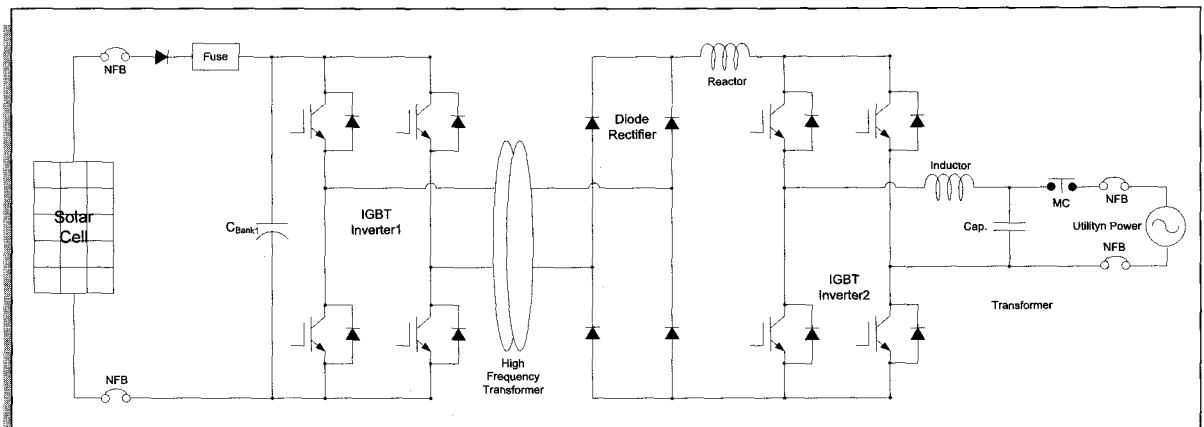 NFB
Fuse
Reactor
Diode
Rectifier
Solar
Cell
C Bank1
IGBT
Inverter1
Inductor
MC
NFB
Cap.
Utilityn Power
NFB
IGBT
Inverter2
Transformer
NFB
High
Frequency
Transformer